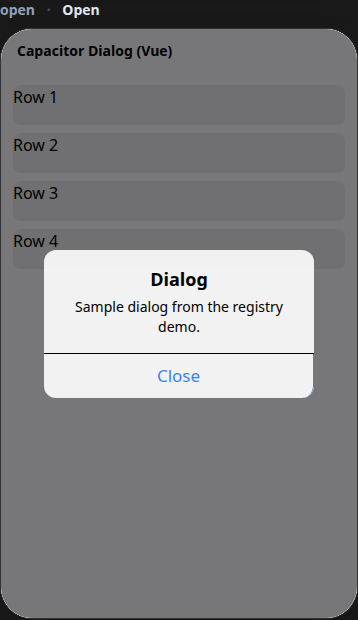 open · Open
Capacitor Dialog (Vue)
Row 1
Row 2
Row 3
Row 4
Dialog
Sample dialog from the registry
demo.
Close